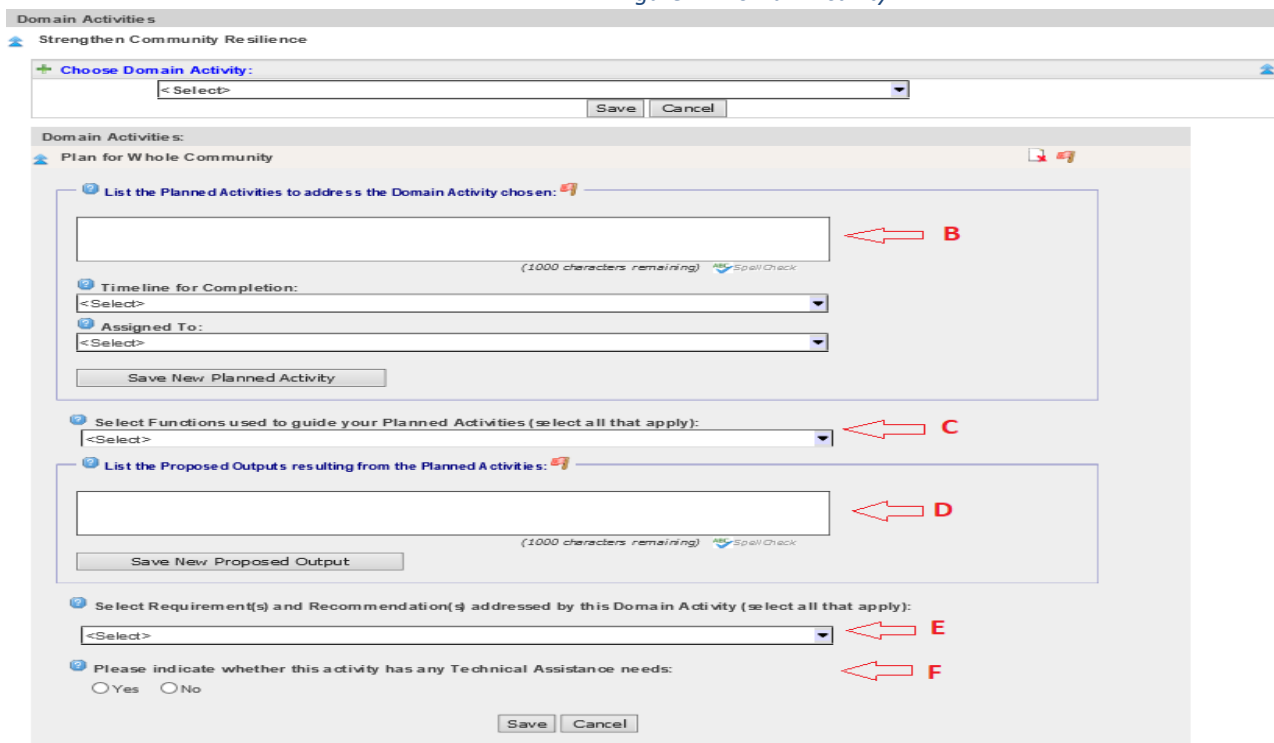 Domain Activities
Strengthen Community Resilience
Choose Domain Activity:
< Select>
Save Cancel
Domain Activities:
Plan for Whole Community
List the Planned Activities to address the Domain Activity chosen:
B
(1000 characters remaining) ABC SpellCheck
Timeline for Completion:
<Select>
Assigned To:
<Select>
Save New Planned Activity
Select Functions used to guide your Planned Activities (select all that apply):
<Select>
C
List the Proposed Outputs resulting from the Planned Activities:
D
(1000 characters remaining) ABC SpellCheck
Save New Proposed Output
Select Requirement(s) and Recommendation(s) addressed by this Domain Activity (select all that apply):
<Select>
E
Please indicate whether this activity has any Technical Assistance needs:
F
Yes No
Save Cancel